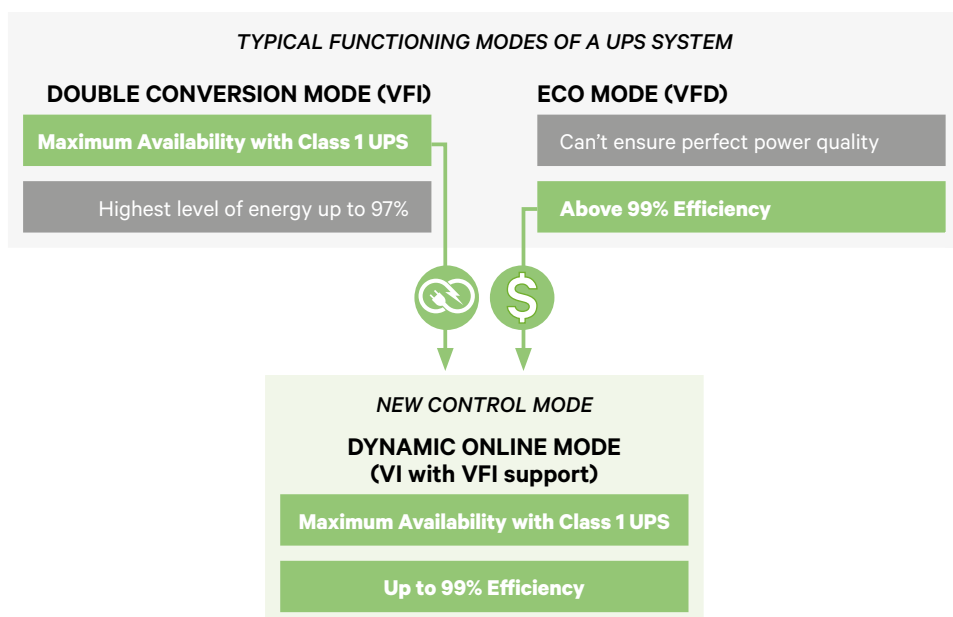 TYPICAL FUNCTIONING MODES OF A UPS SYSTEM
DOUBLE CONVERSION MODE (VFI)
Maximum Availability with Class 1 UPS
Highest level of energy up to 97%
ECO MODE (VFD)
Can't ensure perfect power quality
Above 99% Efficiency
$
NEW CONTROL MODE
DYNAMIC ONLINE MODE
(VI with VFI support)
Maximum Availability with Class 1 UPS
Up to 99% Efficiency